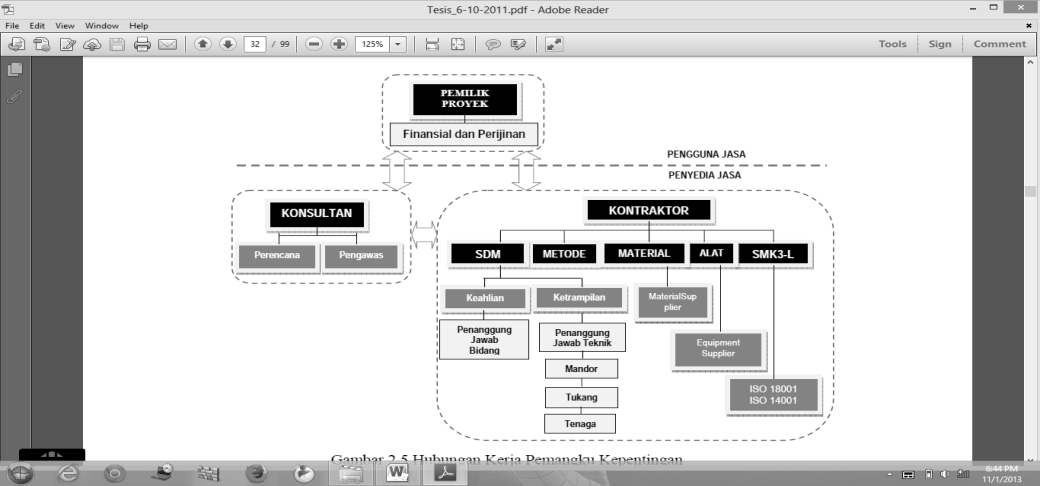 Tesis_6-10-2011.pdf - Adobe Reader
File Edit View Window Help
32 / 99 125% Tools Sign Comment
PEMILIK
PROYEK
Finansial dan Perijinan
PENGGUNA JASA
PENYEDIA JASA
KONSULTAN
Perencana Pengawas
KONTRAKTOR
SDM METODE MATERIAL ALAT SMK3-L
Keahlian Ketrampilan MaterialSup
plier
Penanggung
Jawab
Bidang
Penanggung
Jawab Teknik
Equipment
Supplier
Mandor
ISO 18001
ISO 14001
Tukang
Tenaga
Gambar 2.5 Hubungan Kerja Pemangku Kepentingan
6:44 PM
11/1/2013